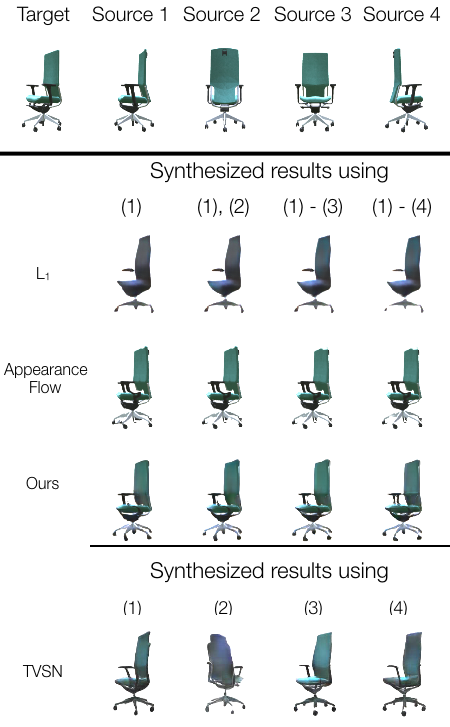 Target Source 1 Source 2 Source 3 Source 4
Synthesized results using
(1) (1), (2) (1) - (3) (1) - (4)
L₁
Appearance
Flow
Ours
Synthesized results using
(1) (2) (3) (4)
TVSN